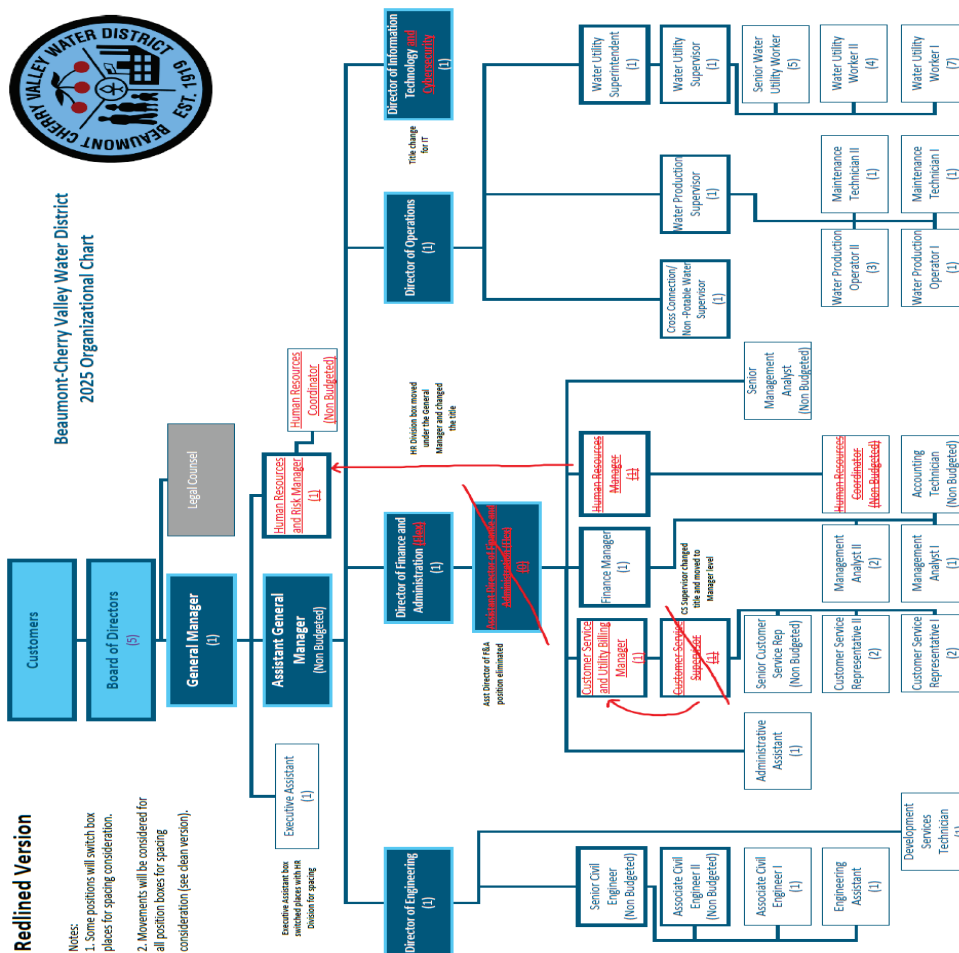 Redlined Version
Notes:
1. Some positions will switch box
places for spacing consideration.
2. Movements will be considered for
all position boxes for spacing
consideration (see clean version).
Beaumont-Cherry Valley Water District
2025 Organizational Chart
BEAUMONT CHERRY VALLEY WATER DISTRICT
EST. 1919
Customers
Board of Directors
(5)
Legal Counsel
General Manager
(1)
Executive Assistant
(1)
Executive Assistant box
switched places with HR
Division for spacing
Human Resources
and Risk Manager
(1)
Human Resources
Coordinator
(Non Budgeted)
Assistant General
Manager
(Non Budgeted)
Director of Engineering
(1)
Director of Finance and
Administration (Flex)
(1)
Director of Operations
(1)
Director of Information
Technology and
Cybersecurity
(1)
Title change
for IT
HR Division box moved
under the General
Manager and changed
the title
Asst Director of F&A
position eliminated
Assistant Director of Finance and
Administration (Flex)
(0)
Senior Civil
Engineer
(Non Budgeted)
Associate Civil
Engineer II
(Non Budgeted)
Associate Civil
Engineer I
(1)
Engineering
Assistant
(1)
Development
Services
Technician
(1)
Administrative
Assistant
(1)
Customer Service
and Utility Billing
Manager
(1)
Customer Service
Supervisor
(1)
CS Supervisor changed
title and moved to
Manager level
Senior Customer
Service Rep
(Non Budgeted)
Customer Service
Representative II
(2)
Customer Service
Representative I
(2)
Finance Manager
(1)
Management
Analyst II
(2)
Management
Analyst I
(1)
Human Resources
Manager
(1)
Human Resources
Coordinator
(Non Budgeted)
Accounting
Technician
(Non Budgeted)
Senior
Management
Analyst
(Non Budgeted)
Cross Connection/
Non -Potable Water
Supervisor
(1)
Water Production
Supervisor
(1)
Water Production
Operator II
(3)
Water Production
Operator I
(1)
Maintenance
Technician II
(1)
Maintenance
Technician I
(1)
Water Utility
Superintendent
(1)
Water Utility
Supervisor
(1)
Senior Water
Utility Worker
(5)
Water Utility
Worker II
(4)
Water Utility
Worker I
(7)